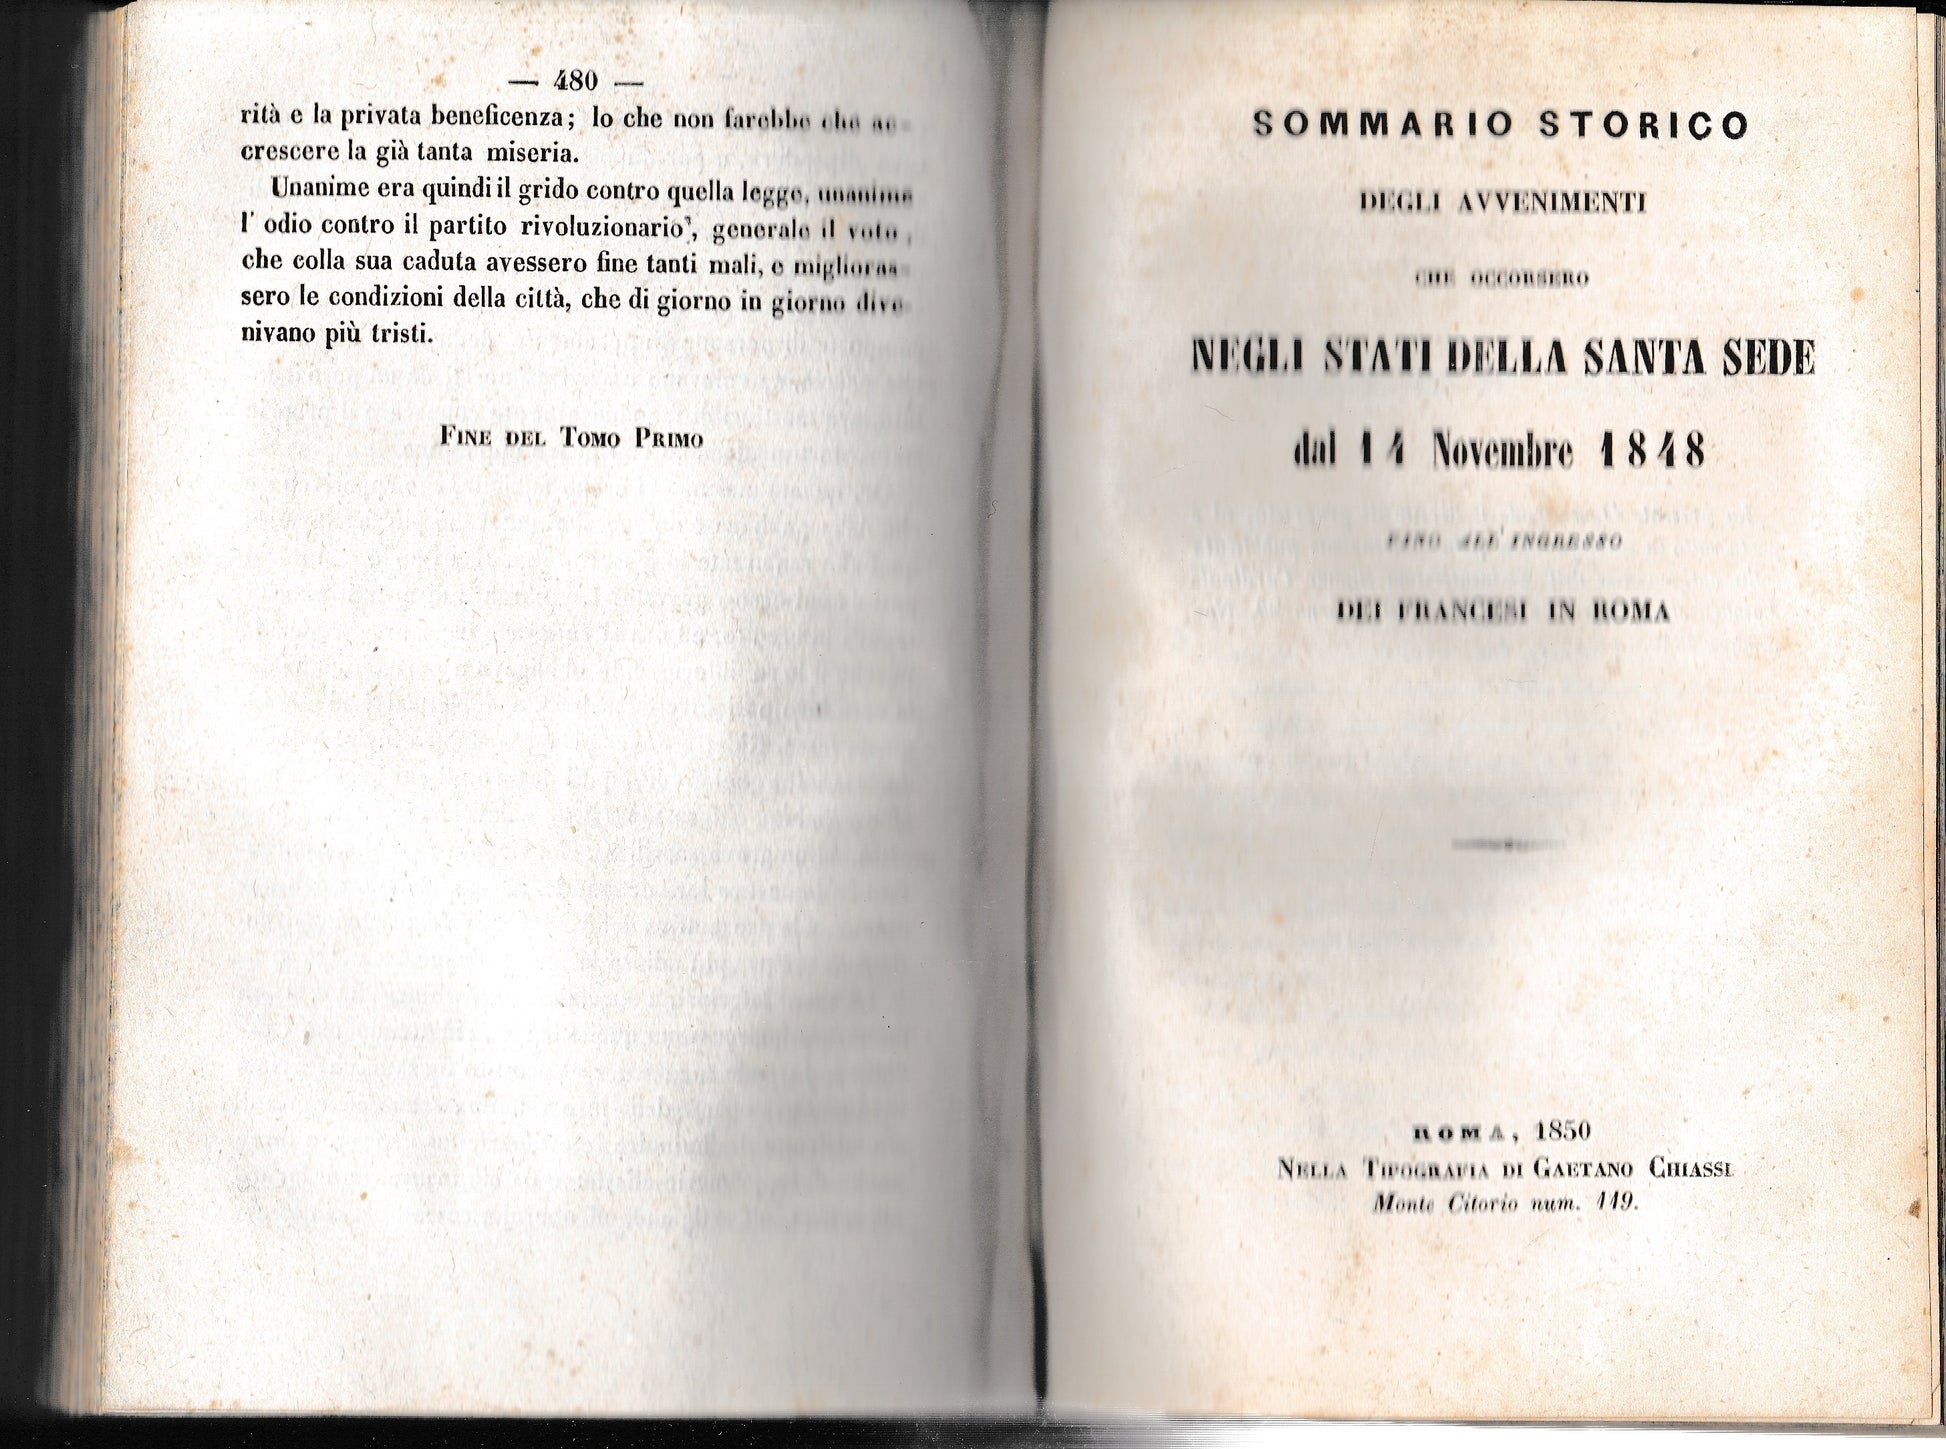 — 480 —
rità e la privata beneficenza; lo che non farebbe che ac-
crescere la già tanta miseria.
Unanime era quindi il grido contro quella legge, unanime
l' odio contro il partito rivoluzionario, generale il voto,
che colla sua caduta avessero fine tanti mali, e miglioras-
sero le condizioni della città, che di giorno in giorno dive-
nivano più tristi.
FINE DEL TOMO PRIMO
SOMMARIO STORICO
DEGLI AVVENIMENTI
CHE OCCORSERO
NEGLI STATI DELLA SANTA SEDE
dal 14 Novembre 1848
FINO ALL' INGRESSO
DEI FRANCESI IN ROMA
ROMA, 1850
NELLA TIPOGRAFIA DI GAETANO CHIASSI
Monte Citorio num. 119.